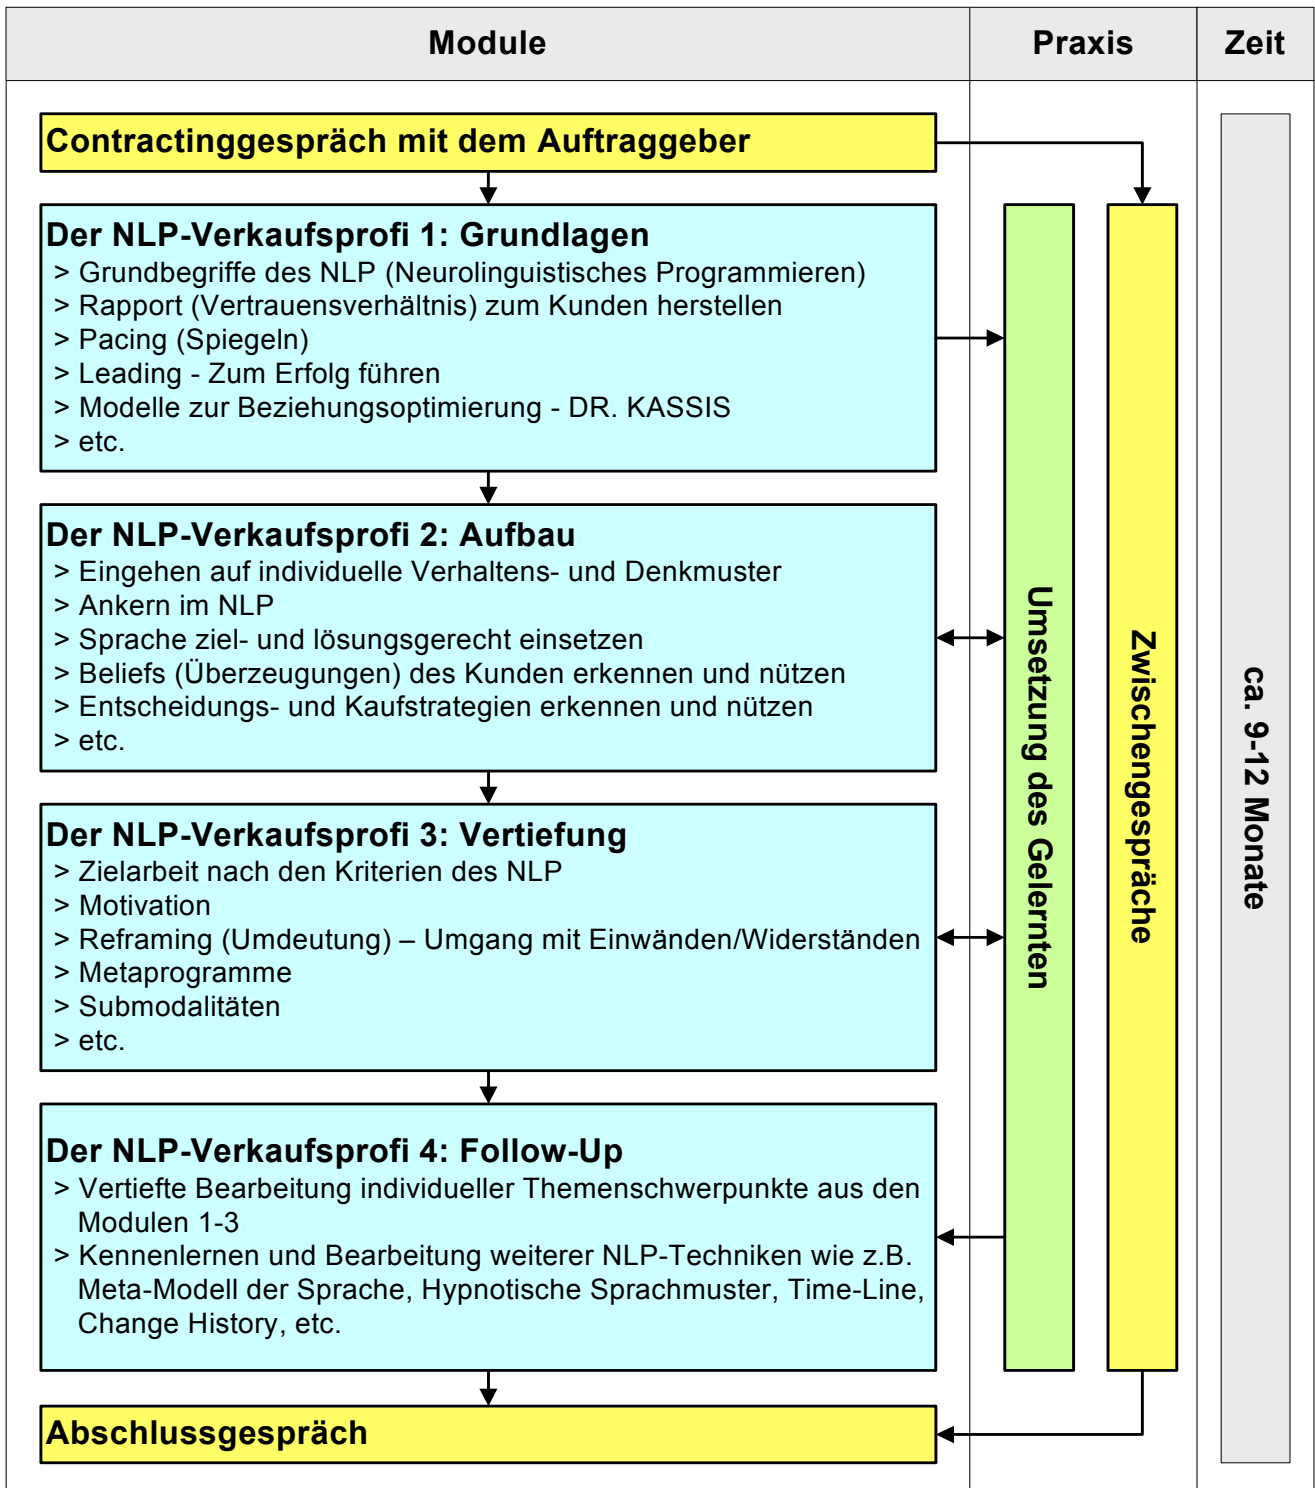 Module
Praxis
Zeit
Contractinggespräch mit dem Auftraggeber
Der NLP-Verkaufsprofi 1: Grundlagen
> Grundbegriffe des NLP (Neurolinguistisches Programmieren)
> Rapport (Vertrauensverhältnis) zum Kunden herstellen
> Pacing (Spiegeln)
> Leading - Zum Erfolg führen
> Modelle zur Beziehungsoptimierung - DR. KASSIS
> etc.
Der NLP-Verkaufsprofi 2: Aufbau
> Eingehen auf individuelle Verhaltens- und Denkmuster
> Ankern im NLP
> Sprache ziel- und lösungsgerecht einsetzen
> Beliefs (Überzeugungen) des Kunden erkennen und nützen
> Entscheidungs- und Kaufstrategien erkennen und nützen
> etc.
Der NLP-Verkaufsprofi 3: Vertiefung
> Zielarbeit nach den Kriterien des NLP
> Motivation
> Reframing (Umdeutung) – Umgang mit Einwänden/Widerständen
> Metaprogramme
> Submodalitäten
> etc.
Der NLP-Verkaufsprofi 4: Follow-Up
> Vertiefte Bearbeitung individueller Themenschwerpunkte aus den
Modulen 1-3
> Kennenlernen und Bearbeitung weiterer NLP-Techniken wie z.B.
Meta-Modell der Sprache, Hypnotische Sprachmuster, Time-Line,
Change History, etc.
Abschlussgespräch
Umsetzung des Gelernten
Zwischengespräche
ca. 9-12 Monate